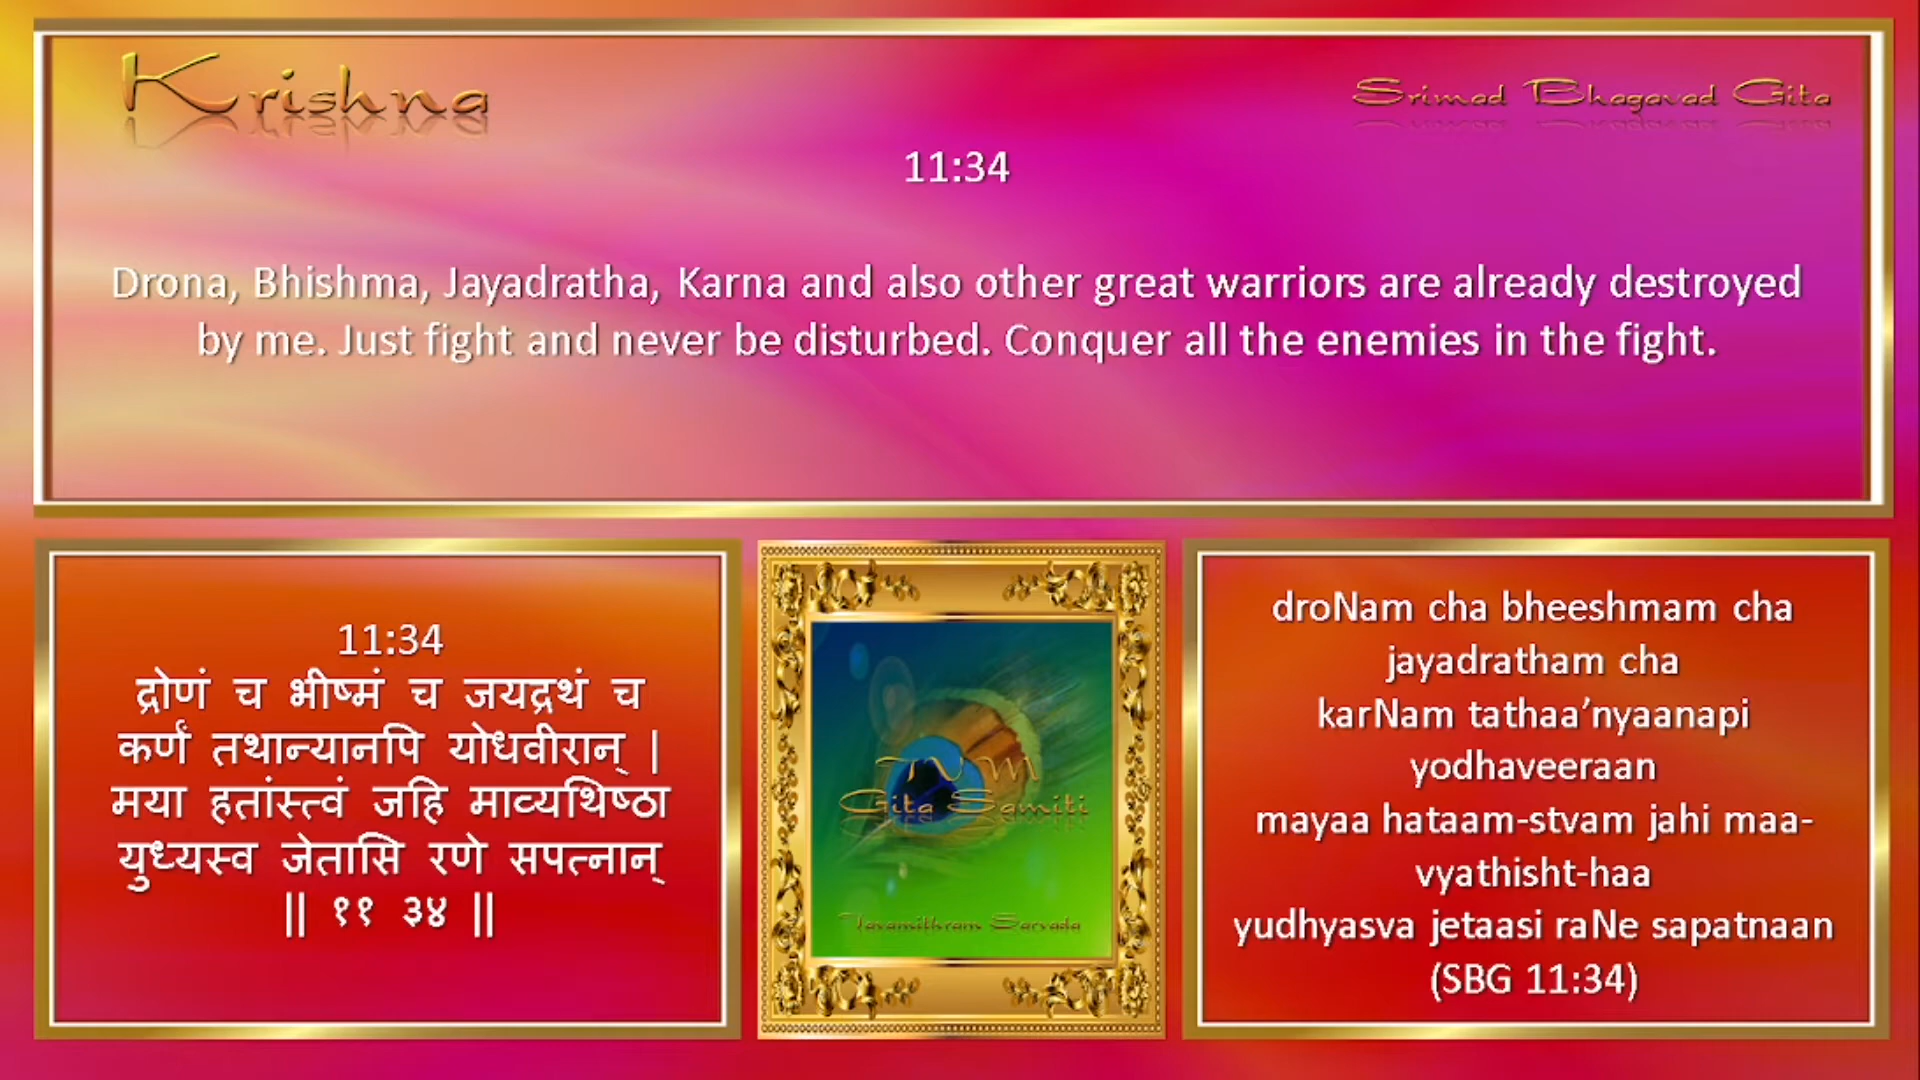 Krishna
Srimad Bhagavad Gita
11:34
Drona, Bhishma, Jayadratha, Karna and also other great warriors are already destroyed
by me. Just fight and never be disturbed. Conquer all the enemies in the fight.
11:34
द्रोणं च भीष्मं च जयद्रथं च
कर्णं तथान्यानपि योधवीरान् |
मया हतांस्त्वं जहि माव्यथिष्ठा
युध्यस्व जेतासि रणे सपत्नान्
|| ११ ३४ ||
TVM
Gita Samiti
Jayamithram Sarvada
droNam cha bheeshmam cha
jayadratham cha
karNam tathaa’nyaanapi
yodhaveeraan
mayaa hataam-stvam jahi maa-
vyathisht-haa
yudhyasva jetaasi raNe sapatnaan
(SBG 11:34)